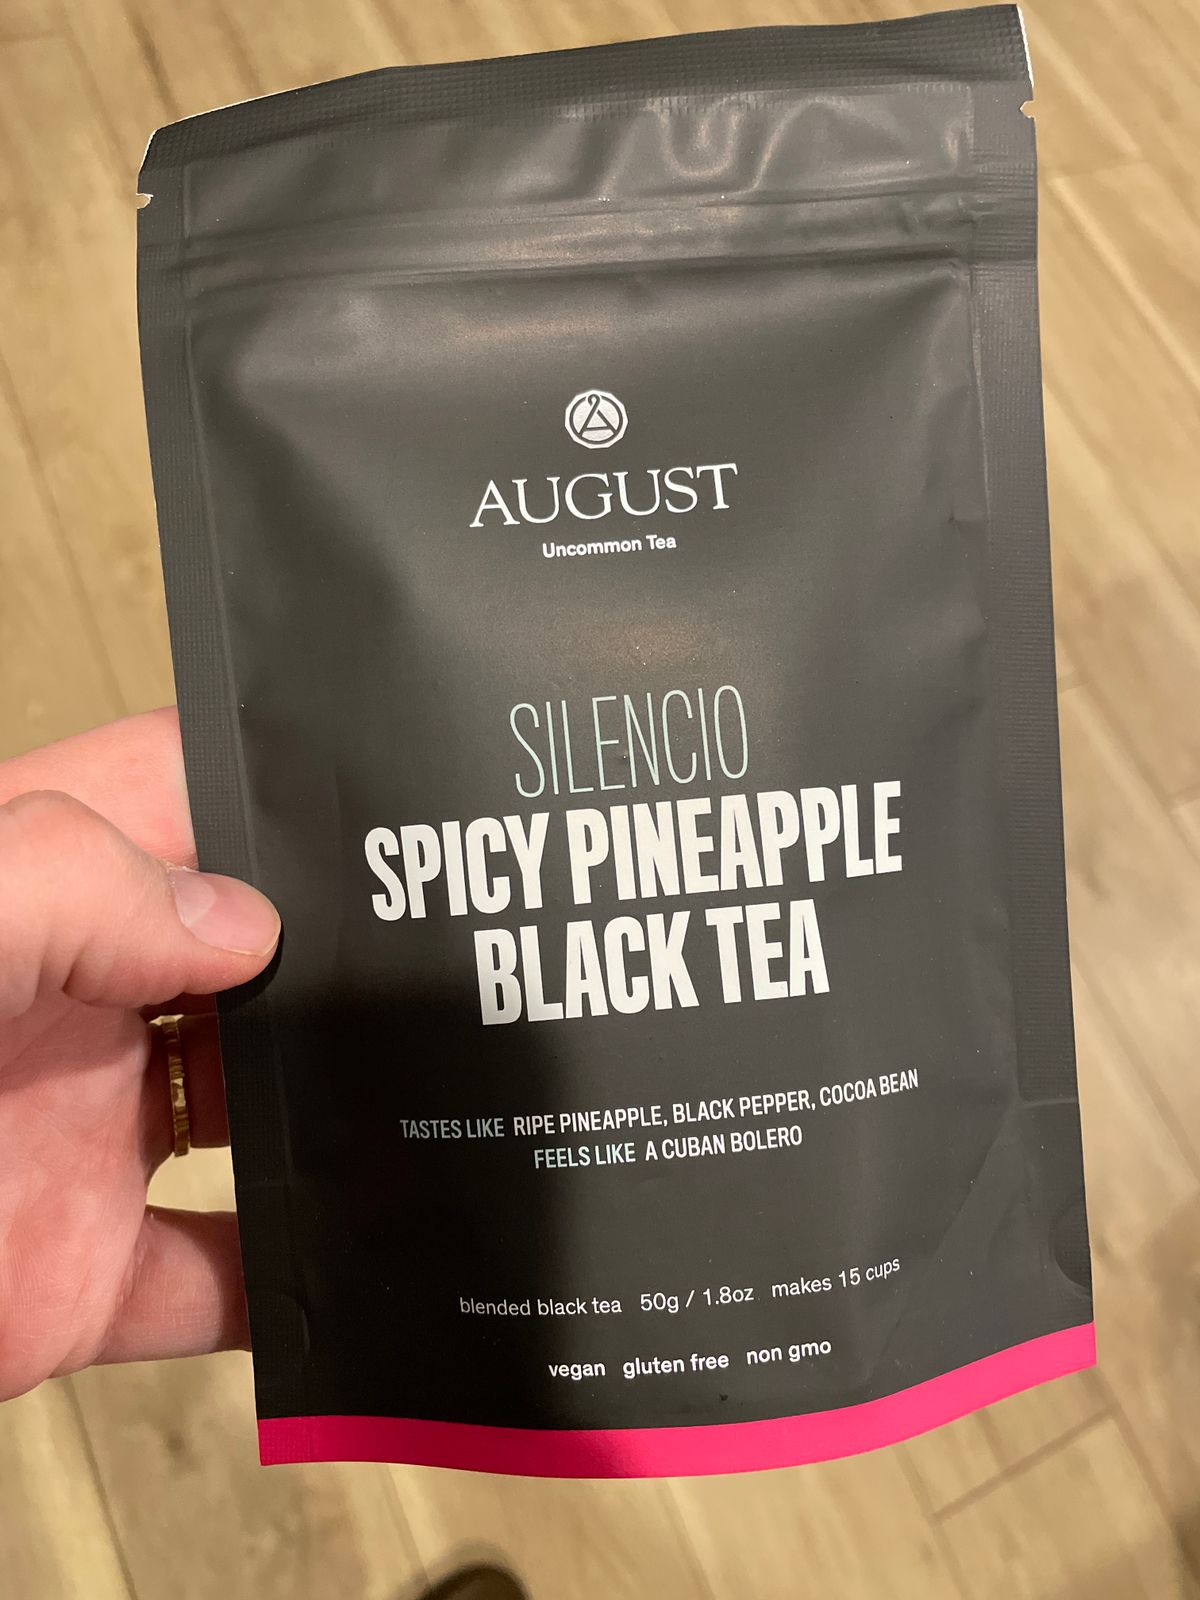 AUGUST
Uncommon Tea
SILENCIO
SPICY PINEAPPLE
BLACK TEA
TASTES LIKE RIPE PINEAPPLE, BLACK PEPPER, COCOA BEAN
FEELS LIKE A CUBAN BOLERO
blended black tea 50g / 1.8oz makes 15 cups
vegan gluten free non gmo